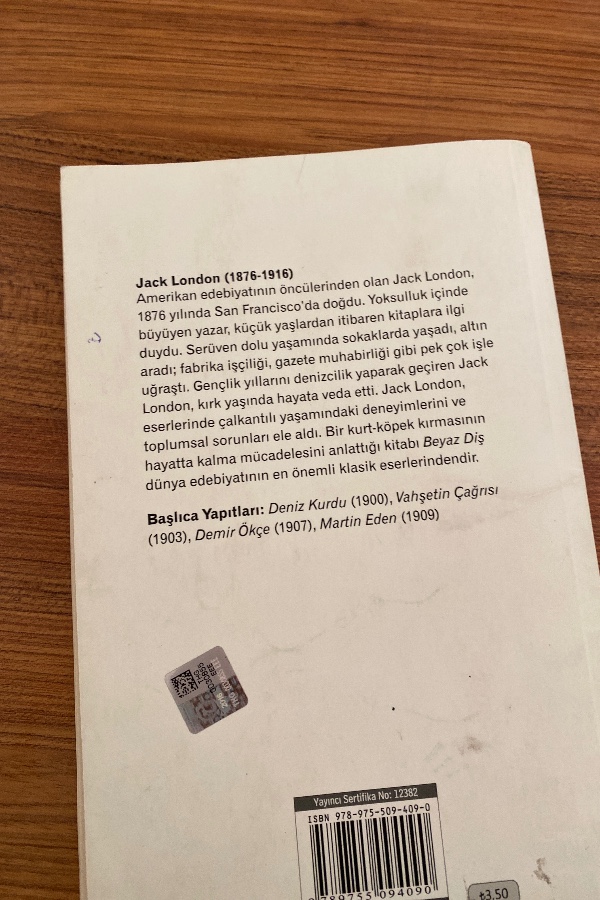 Jack London (1876-1916)
Amerikan edebiyatının öncülerinden olan Jack London,
1876 yılında San Francisco'da doğdu. Yoksulluk içinde
büyüyen yazar, küçük yaşlardan itibaren kitaplara ilgi
duydu. Serüven dolu yaşamında sokaklarda yaşadı, altın
aradı; fabrika işçiliği, gazete muhabirliği gibi pek çok işle
uğraştı. Gençlik yıllarını denizcilik yaparak geçiren Jack
London, kırk yaşında hayata veda etti. Jack London,
eserlerinde çalkantılı yaşamındaki deneyimlerini ve
toplumsal sorunları ele aldı. Bir kurt-köpek kırmasının
hayatta kalma mücadelesini anlattığı kitabı Beyaz Diş
dünya edebiyatının en önemli klasik eserlerindendir.
Başlıca Yapıtları: Deniz Kurdu (1900), Vahşetin Çağrısı
(1903), Demir Ökçe (1907), Martin Eden (1909)
Yayıncı Sertifika No: 12382
ISBN 978-975-509-409-0
9 789755 094090
₺3,50